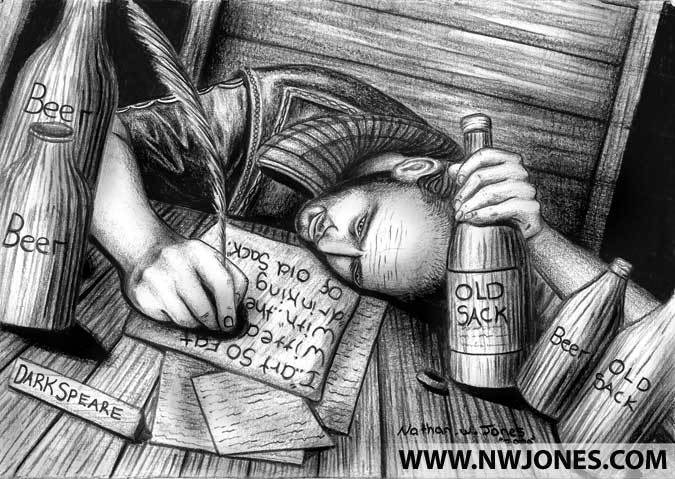 Beer
Beer
I,art SO Fat
Witted
With the
drinking
Of Old Sack".
OLD
SACK
Beer
OLD
SACK
DARKSPEARE
Nathan.W.Jones
WWW.NWJONES.COM